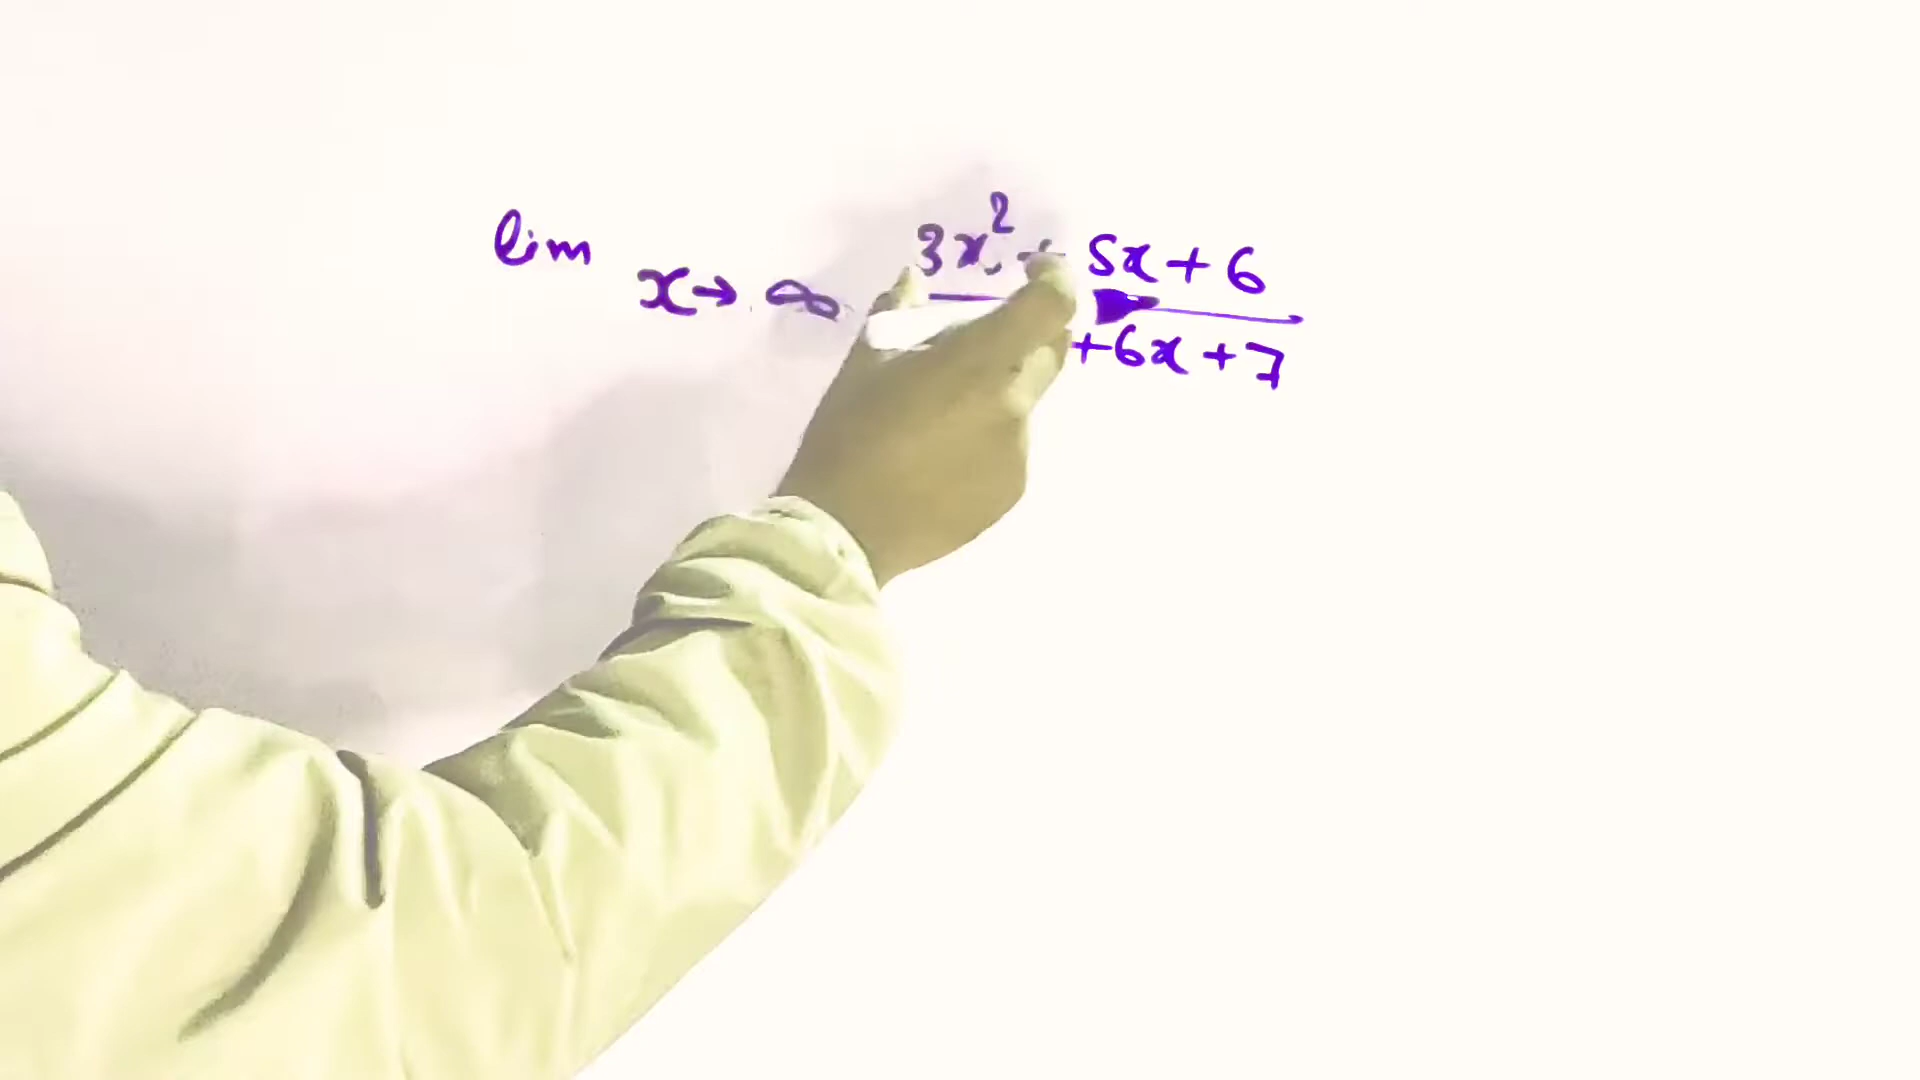 lim x→∞ 3x² + 5x + 6
+6x + 7